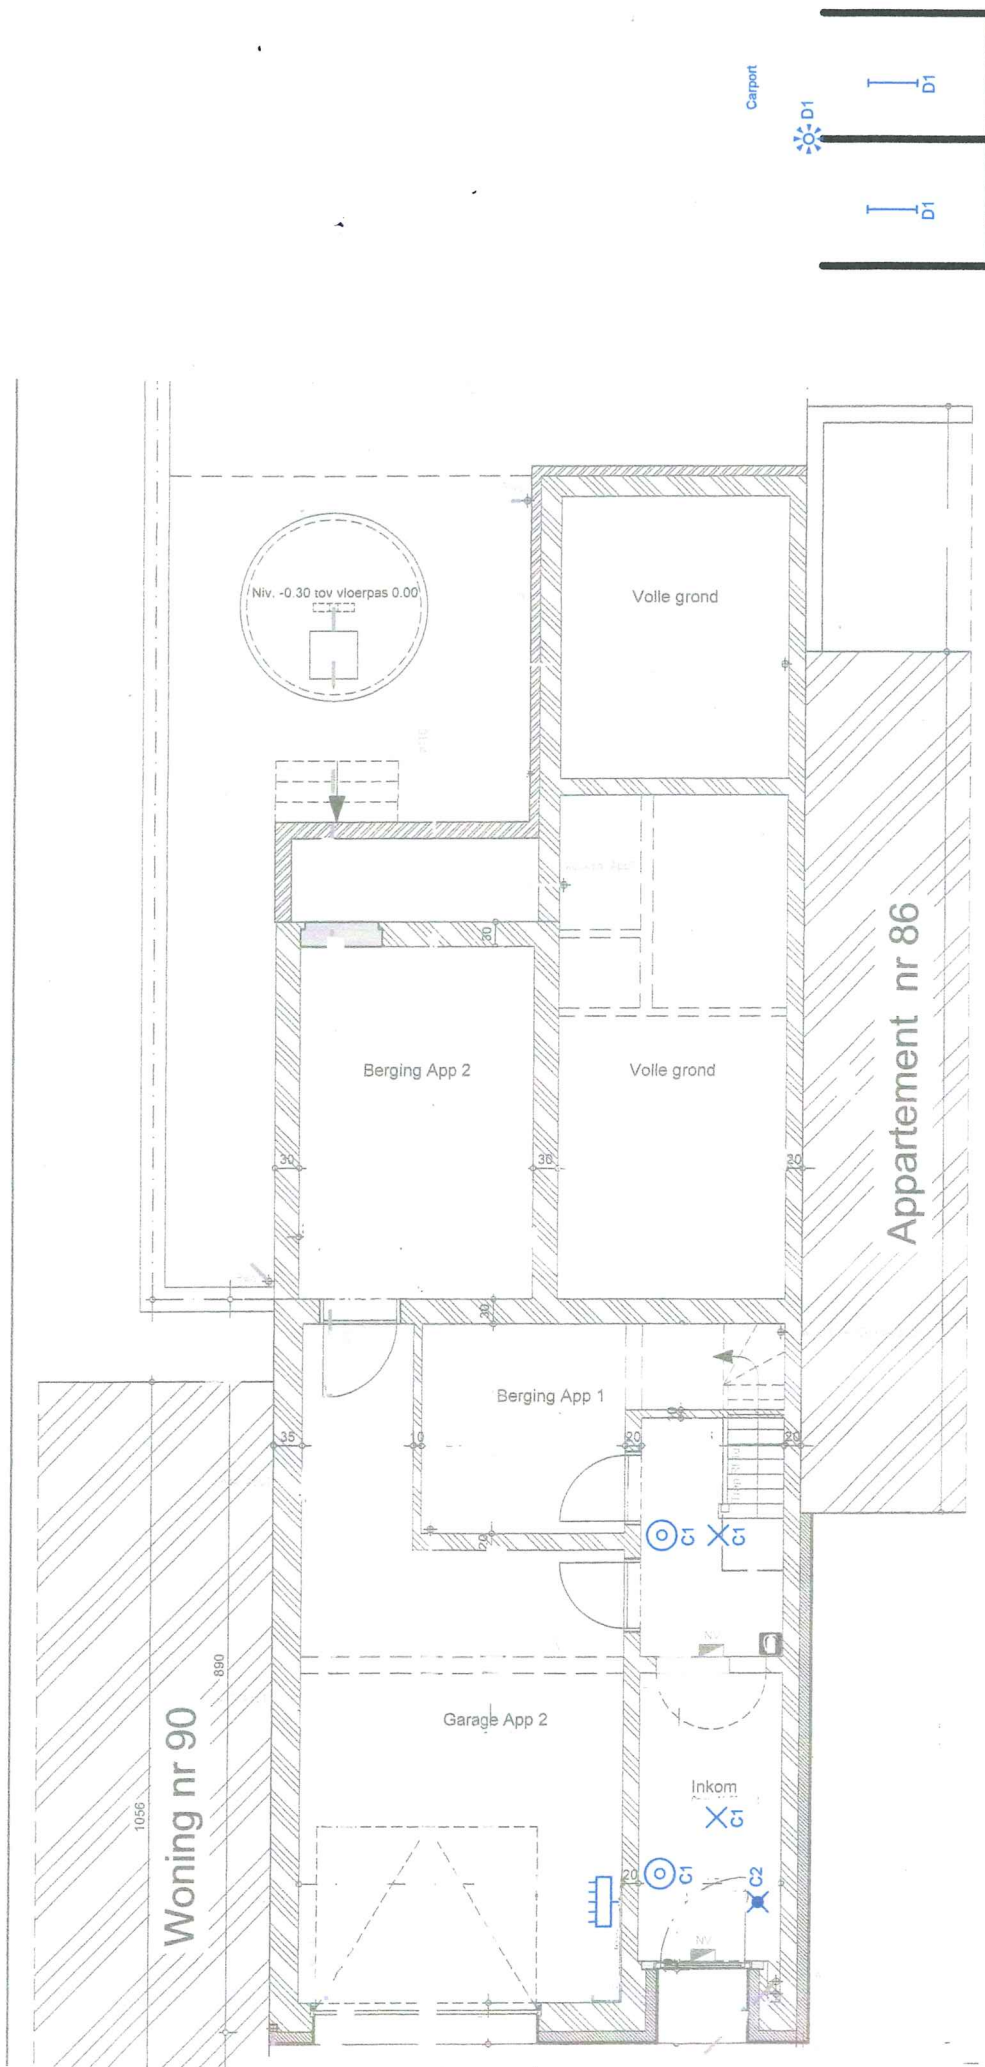 Carport
D1
D1
D1
Niv. -0.30 tov vloerpas 0.00
Volle grond
30
Appartement nr 86
Berging App 2
Volle grond
30
30
20
30
Berging App 1
35
10
20
20
20
C1
C1
NV
890
Garage App 2
Woning nr 90
1056
Inkom
C1
20
C1
C2
NV